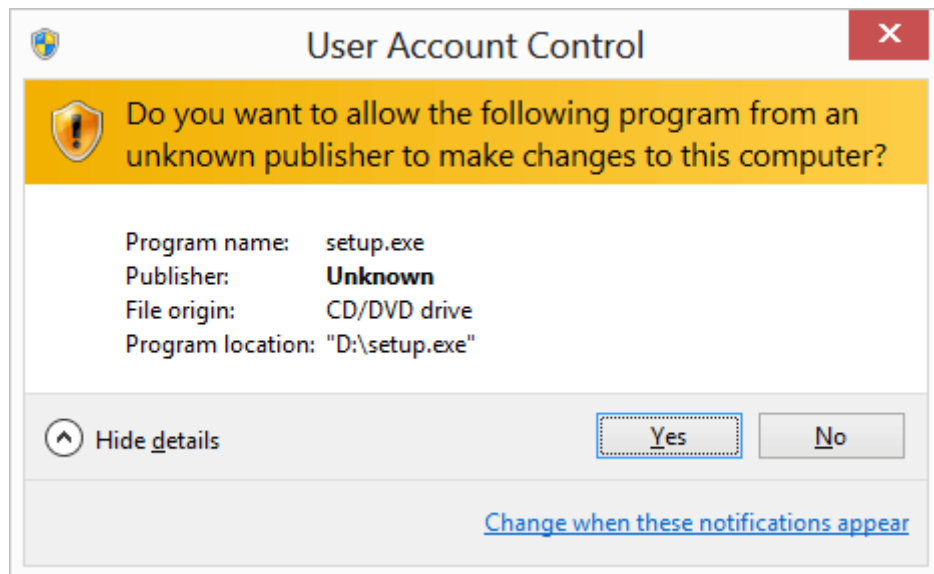 User Account Control
Do you want to allow the following program from an
unknown publisher to make changes to this computer?
Program name: setup.exe
Publisher: Unknown
File origin: CD/DVD drive
Program location: "D:\setup.exe"
Hide details
Yes
No
Change when these notifications appear